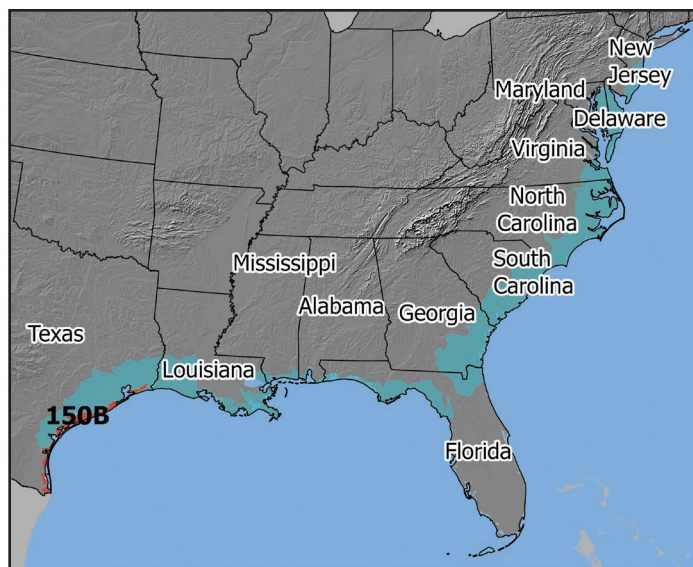 New
Jersey
Maryland
Delaware
Virginia
North
Carolina
South
Carolina
Mississippi
Alabama
Georgia
Texas
Louisiana
150B
Florida